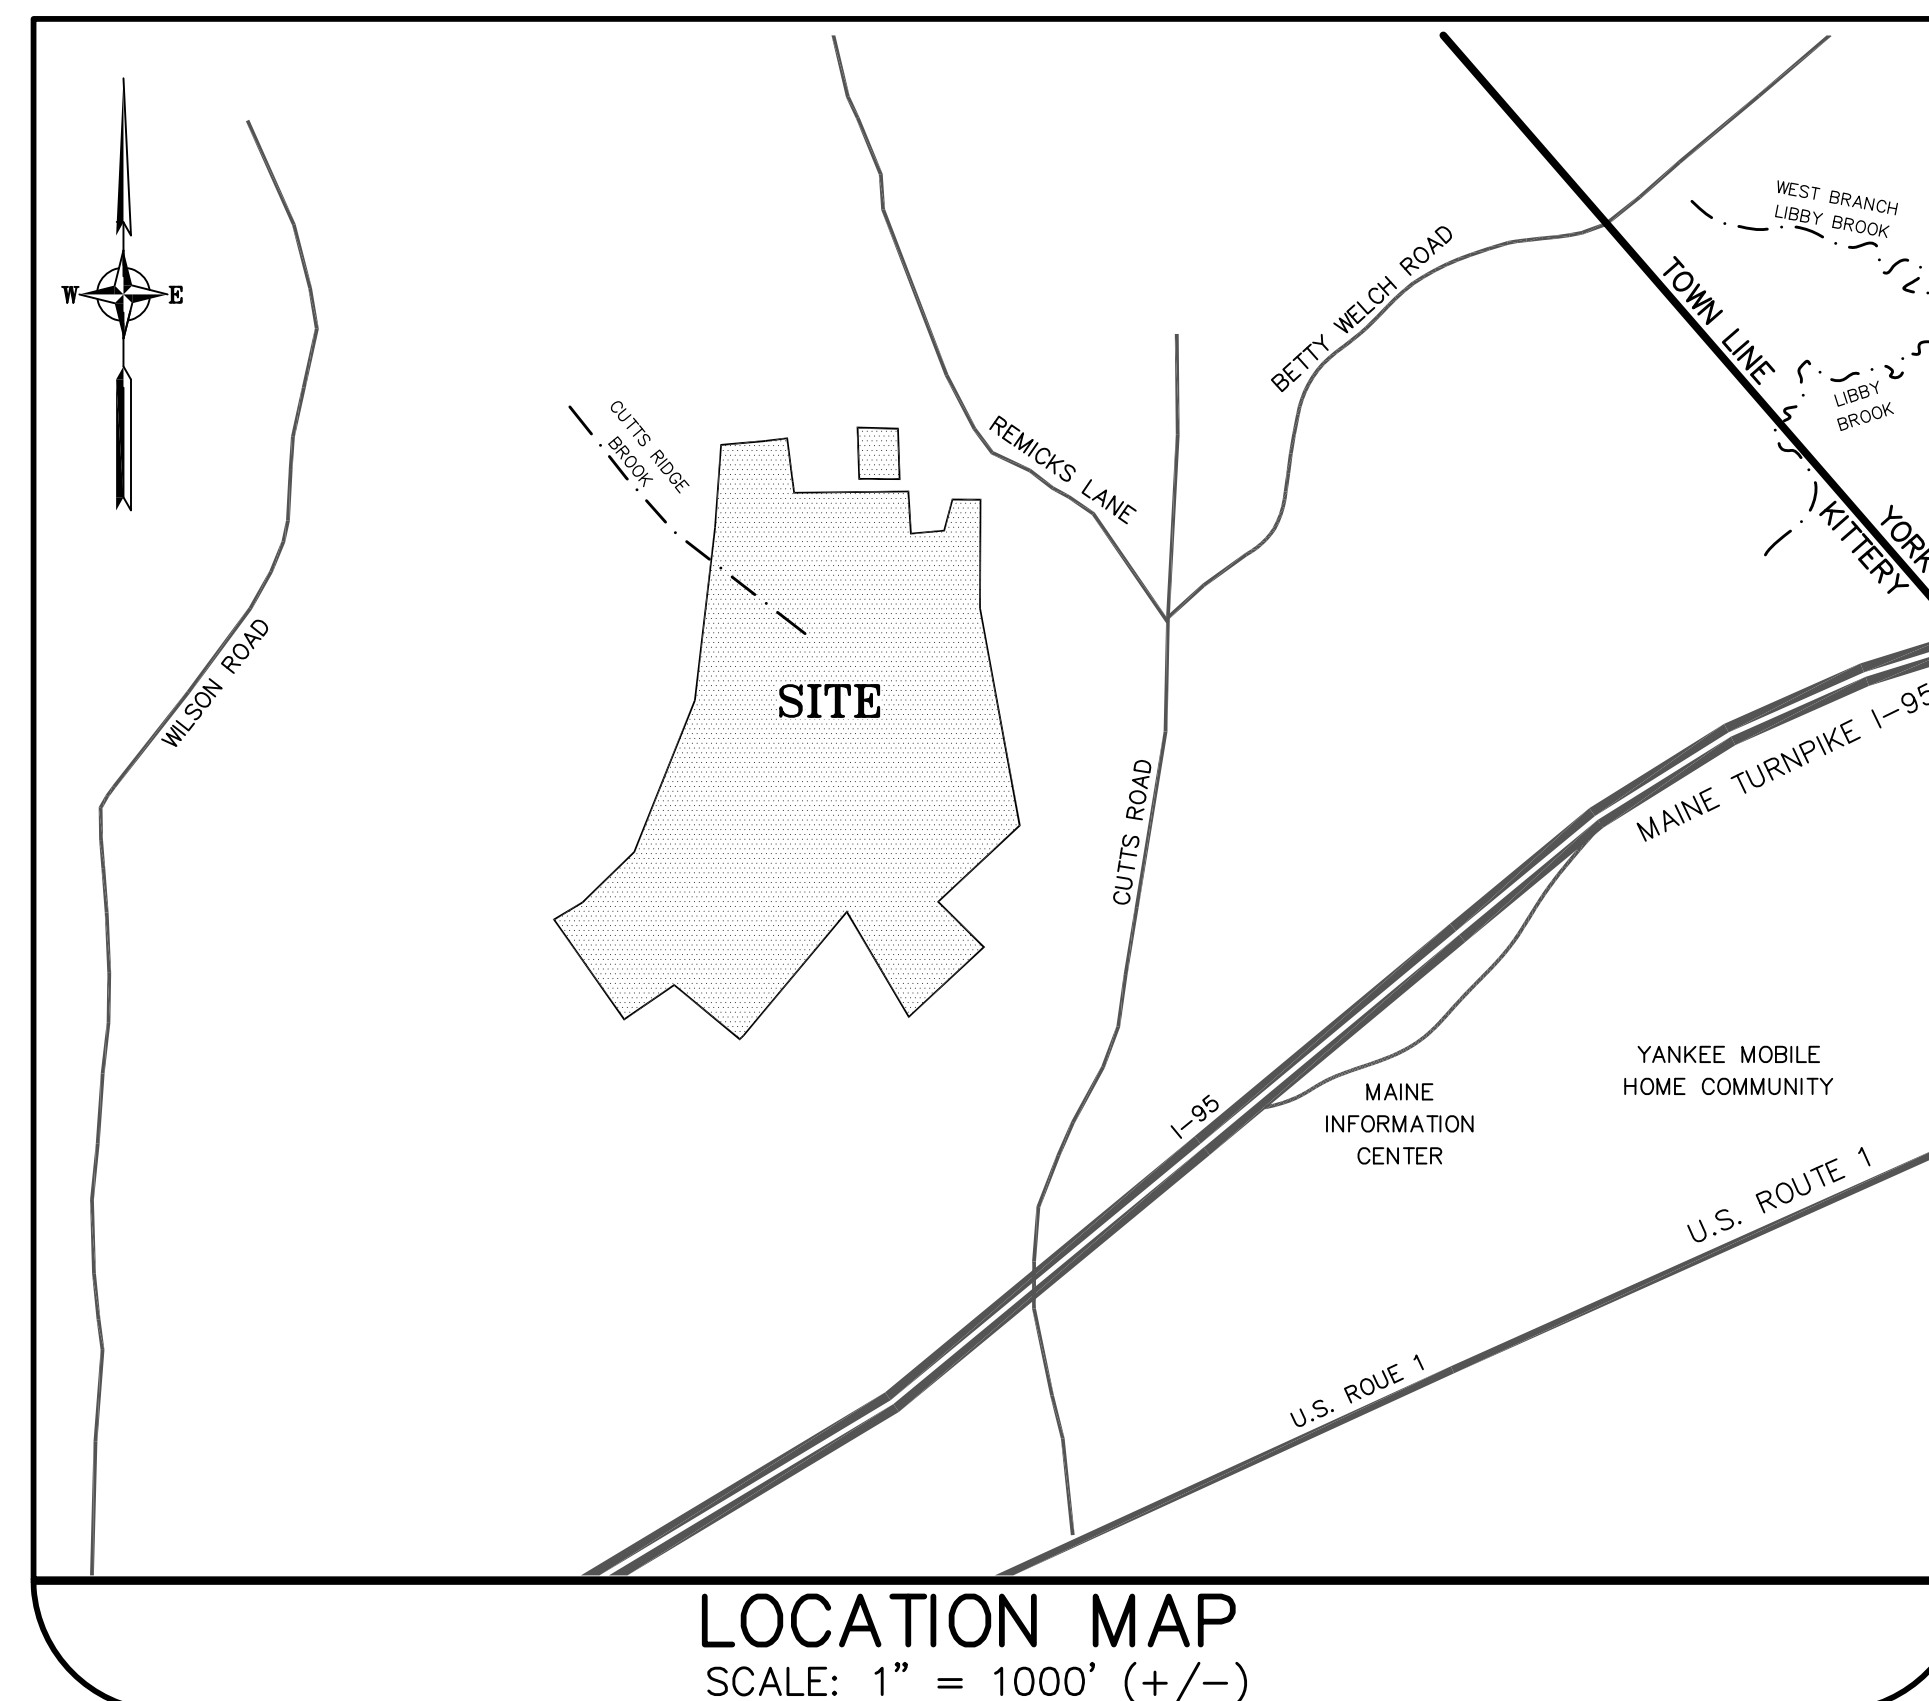 WEST BRANCH
LIBBY BROOK
W E
BETTY WELCH ROAD
TOWN LINE
LIBBY
BROOK
CUTTS RIDGE
BROOK
REMICKS LANE
YORK
KITTERY
WILSON ROAD
SITE
MAINE TURNPIKE I-95
CUTTS ROAD
YANKEE MOBILE
HOME COMMUNITY
MAINE
INFORMATION
CENTER
I-95
U.S. ROUTE 1
U.S. ROUE 1
LOCATION MAP
SCALE: 1" = 1000' (+/-)